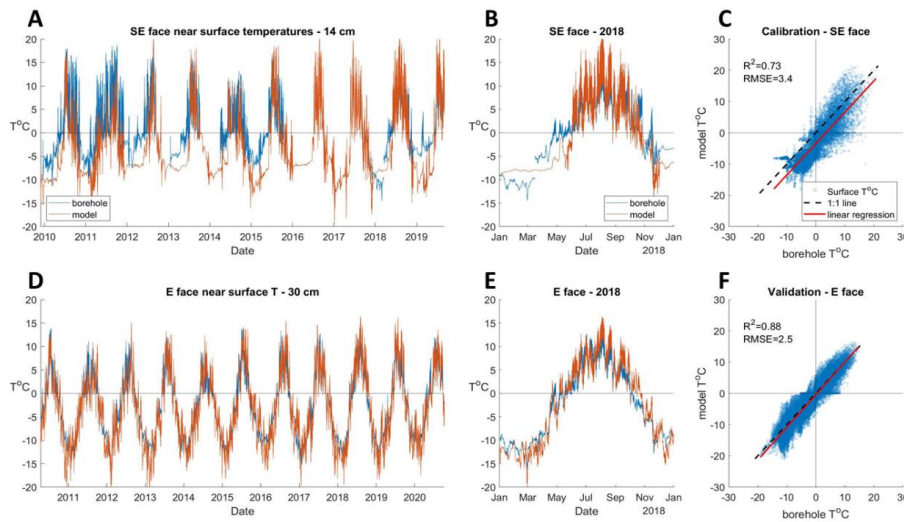 A
SE face near surface temperatures - 14 cm
20
15
10
5
T°C
0
-5
-10
-15
-20
borehole
model
2010 2011 2012 2013 2014 2015 2016 2017 2018 2019
Date
B
SE face - 2018
20
15
10
5
T°C
0
-5
-10
-15
-20
borehole
model
Jan Mar May Jul Sep Nov Jan
Date
2018
C
Calibration - SE face
30
20
10
0
-10
-20
-30
model T°C
R²=0.73
RMSE=3.4
Surface T°C
1:1 line
linear regression
-30 -20 -10 0 10 20 30
borehole T°C
D
E face near surface T - 30 cm
20
15
10
5
T°C
0
-5
-10
-15
-20
2011 2012 2013 2014 2015 2016 2017 2018 2019 2020
Date
E
E face - 2018
20
15
10
5
T°C
0
-5
-10
-15
-20
Jan Mar May Jul Sep Nov Jan
Date
2018
F
Validation - E face
30
20
10
0
-10
-20
-30
model T°C
R²=0.88
RMSE=2.5
-30 -20 -10 0 10 20 30
borehole T°C